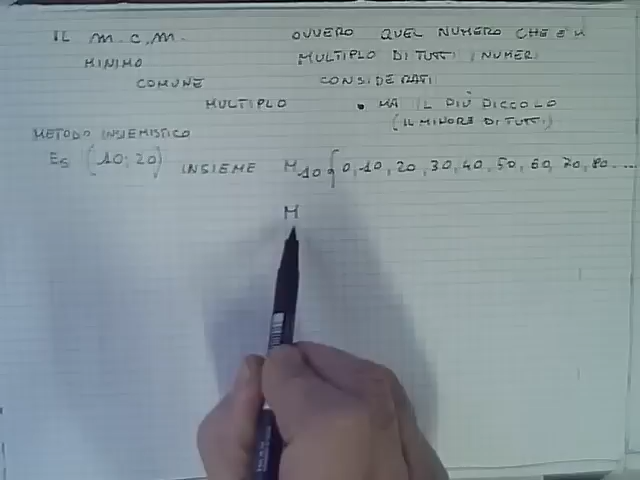 IL m.c.m. OVVERO QUEL NUMERO CHE È IL
MINIMO MULTIPLO DI TUTTI I NUMERI
COMUNE CONSIDERATI
MULTIPLO • MA IL PIÙ PICCOLO
(IL MINORE DI TUTTI)
METODO INSIEMISTICO
ES (10; 20) INSIEME M10 { 0, 10, 20, 30, 40, 50, 60, 70, 80....
M